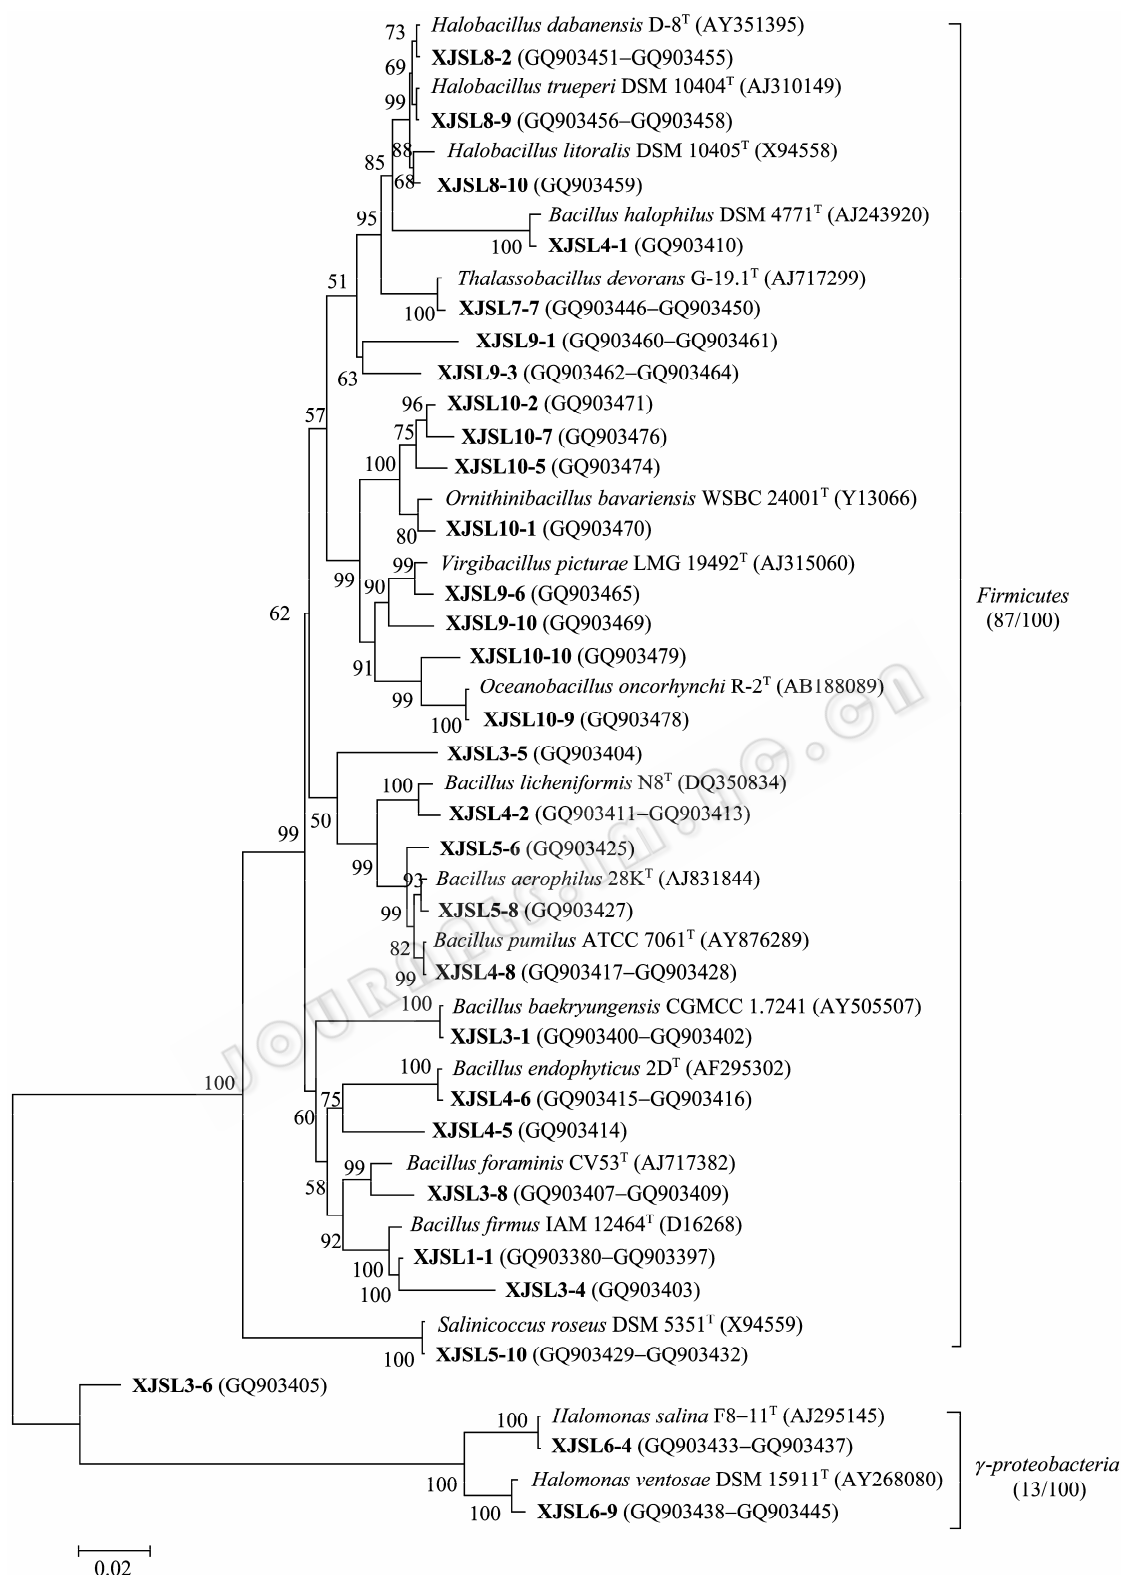 73
Halobacillus dabanensis D-8ᵀ (AY351395)
XJSL8-2 (GQ903451–GQ903455)
69
Halobacillus trueperi DSM 10404ᵀ (AJ310149)
99
XJSL8-9 (GQ903456–GQ903458)
88
Halobacillus litoralis DSM 10405ᵀ (X94558)
85
68
XJSL8-10 (GQ903459)
95
Bacillus halophilus DSM 4771ᵀ (AJ243920)
100
XJSL4-1 (GQ903410)
51
Thalassobacillus devorans G-19.1ᵀ (AJ717299)
100
XJSL7-7 (GQ903446–GQ903450)
XJSL9-1 (GQ903460–GQ903461)
63
XJSL9-3 (GQ903462–GQ903464)
57
96
XJSL10-2 (GQ903471)
75
XJSL10-7 (GQ903476)
100
XJSL10-5 (GQ903474)
Ornithinibacillus bavariensis WSBC 24001ᵀ (Y13066)
80
XJSL10-1 (GQ903470)
99
99
Virgibacillus picturae LMG 19492ᵀ (AJ315060)
90
XJSL9-6 (GQ903465)
Firmicutes
(87/100)
62
XJSL9-10 (GQ903469)
91
XJSL10-10 (GQ903479)
99
Oceanobacillus oncorhynchi R-2ᵀ (AB188089)
100
XJSL10-9 (GQ903478)
XJSL3-5 (GQ903404)
100
Bacillus licheniformis N8ᵀ (DQ350834)
50
XJSL4-2 (GQ903411–GQ903413)
99
XJSL5-6 (GQ903425)
99
93
Bacillus aerophilus 28Kᵀ (AJ831844)
99
XJSL5-8 (GQ903427)
82
Bacillus pumilus ATCC 7061ᵀ (AY876289)
99
XJSL4-8 (GQ903417–GQ903428)
100
Bacillus baekryungensis CGMCC 1.7241 (AY505507)
XJSL3-1 (GQ903400–GQ903402)
100
Bacillus endophyticus 2Dᵀ (AF295302)
100
75
XJSL4-6 (GQ903415–GQ903416)
60
XJSL4-5 (GQ903414)
99
Bacillus foraminis CV53ᵀ (AJ717382)
58
XJSL3-8 (GQ903407–GQ903409)
92
Bacillus firmus IAM 12464ᵀ (D16268)
100
XJSL1-1 (GQ903380–GQ903397)
100
XJSL3-4 (GQ903403)
Salinicoccus roseus DSM 5351ᵀ (X94559)
100
XJSL5-10 (GQ903429–GQ903432)
XJSL3-6 (GQ903405)
100
Halomonas salina F8–11ᵀ (AJ295145)
XJSL6-4 (GQ903433–GQ903437)
γ-proteobacteria
(13/100)
100
Halomonas ventosae DSM 15911ᵀ (AY268080)
100
XJSL6-9 (GQ903438–GQ903445)
0.02
JOURNALS.IM.AC.CN